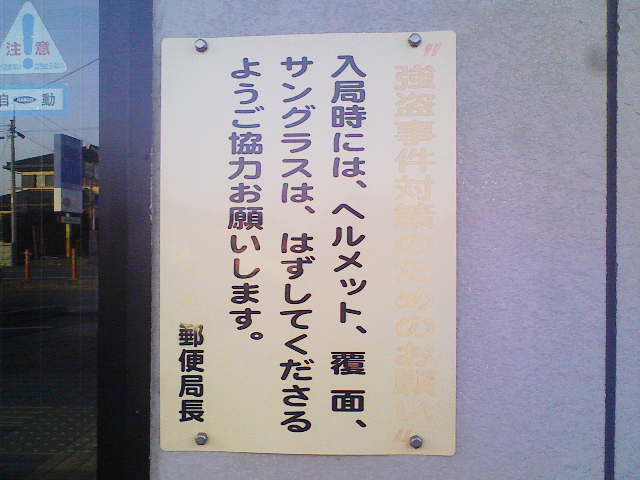 "強盗事件対策のためのお願い"
入局時には、ヘルメット、覆面、
サングラスは、はずしてくださる
ようご協力お願いします。
郵便局長
注意
自動